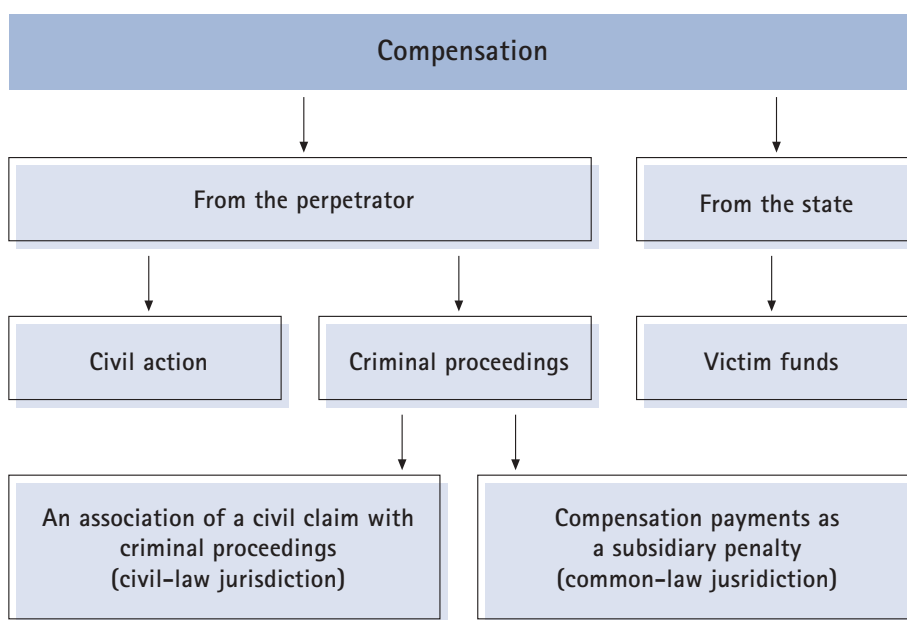 Compensation
From the perpetrator
From the state
Civil action
Criminal proceedings
Victim funds
An association of a civil claim with
criminal proceedings
(civil-law jurisdiction)
Compensation payments as
a subsidiary penalty
(common-law jusridiction)